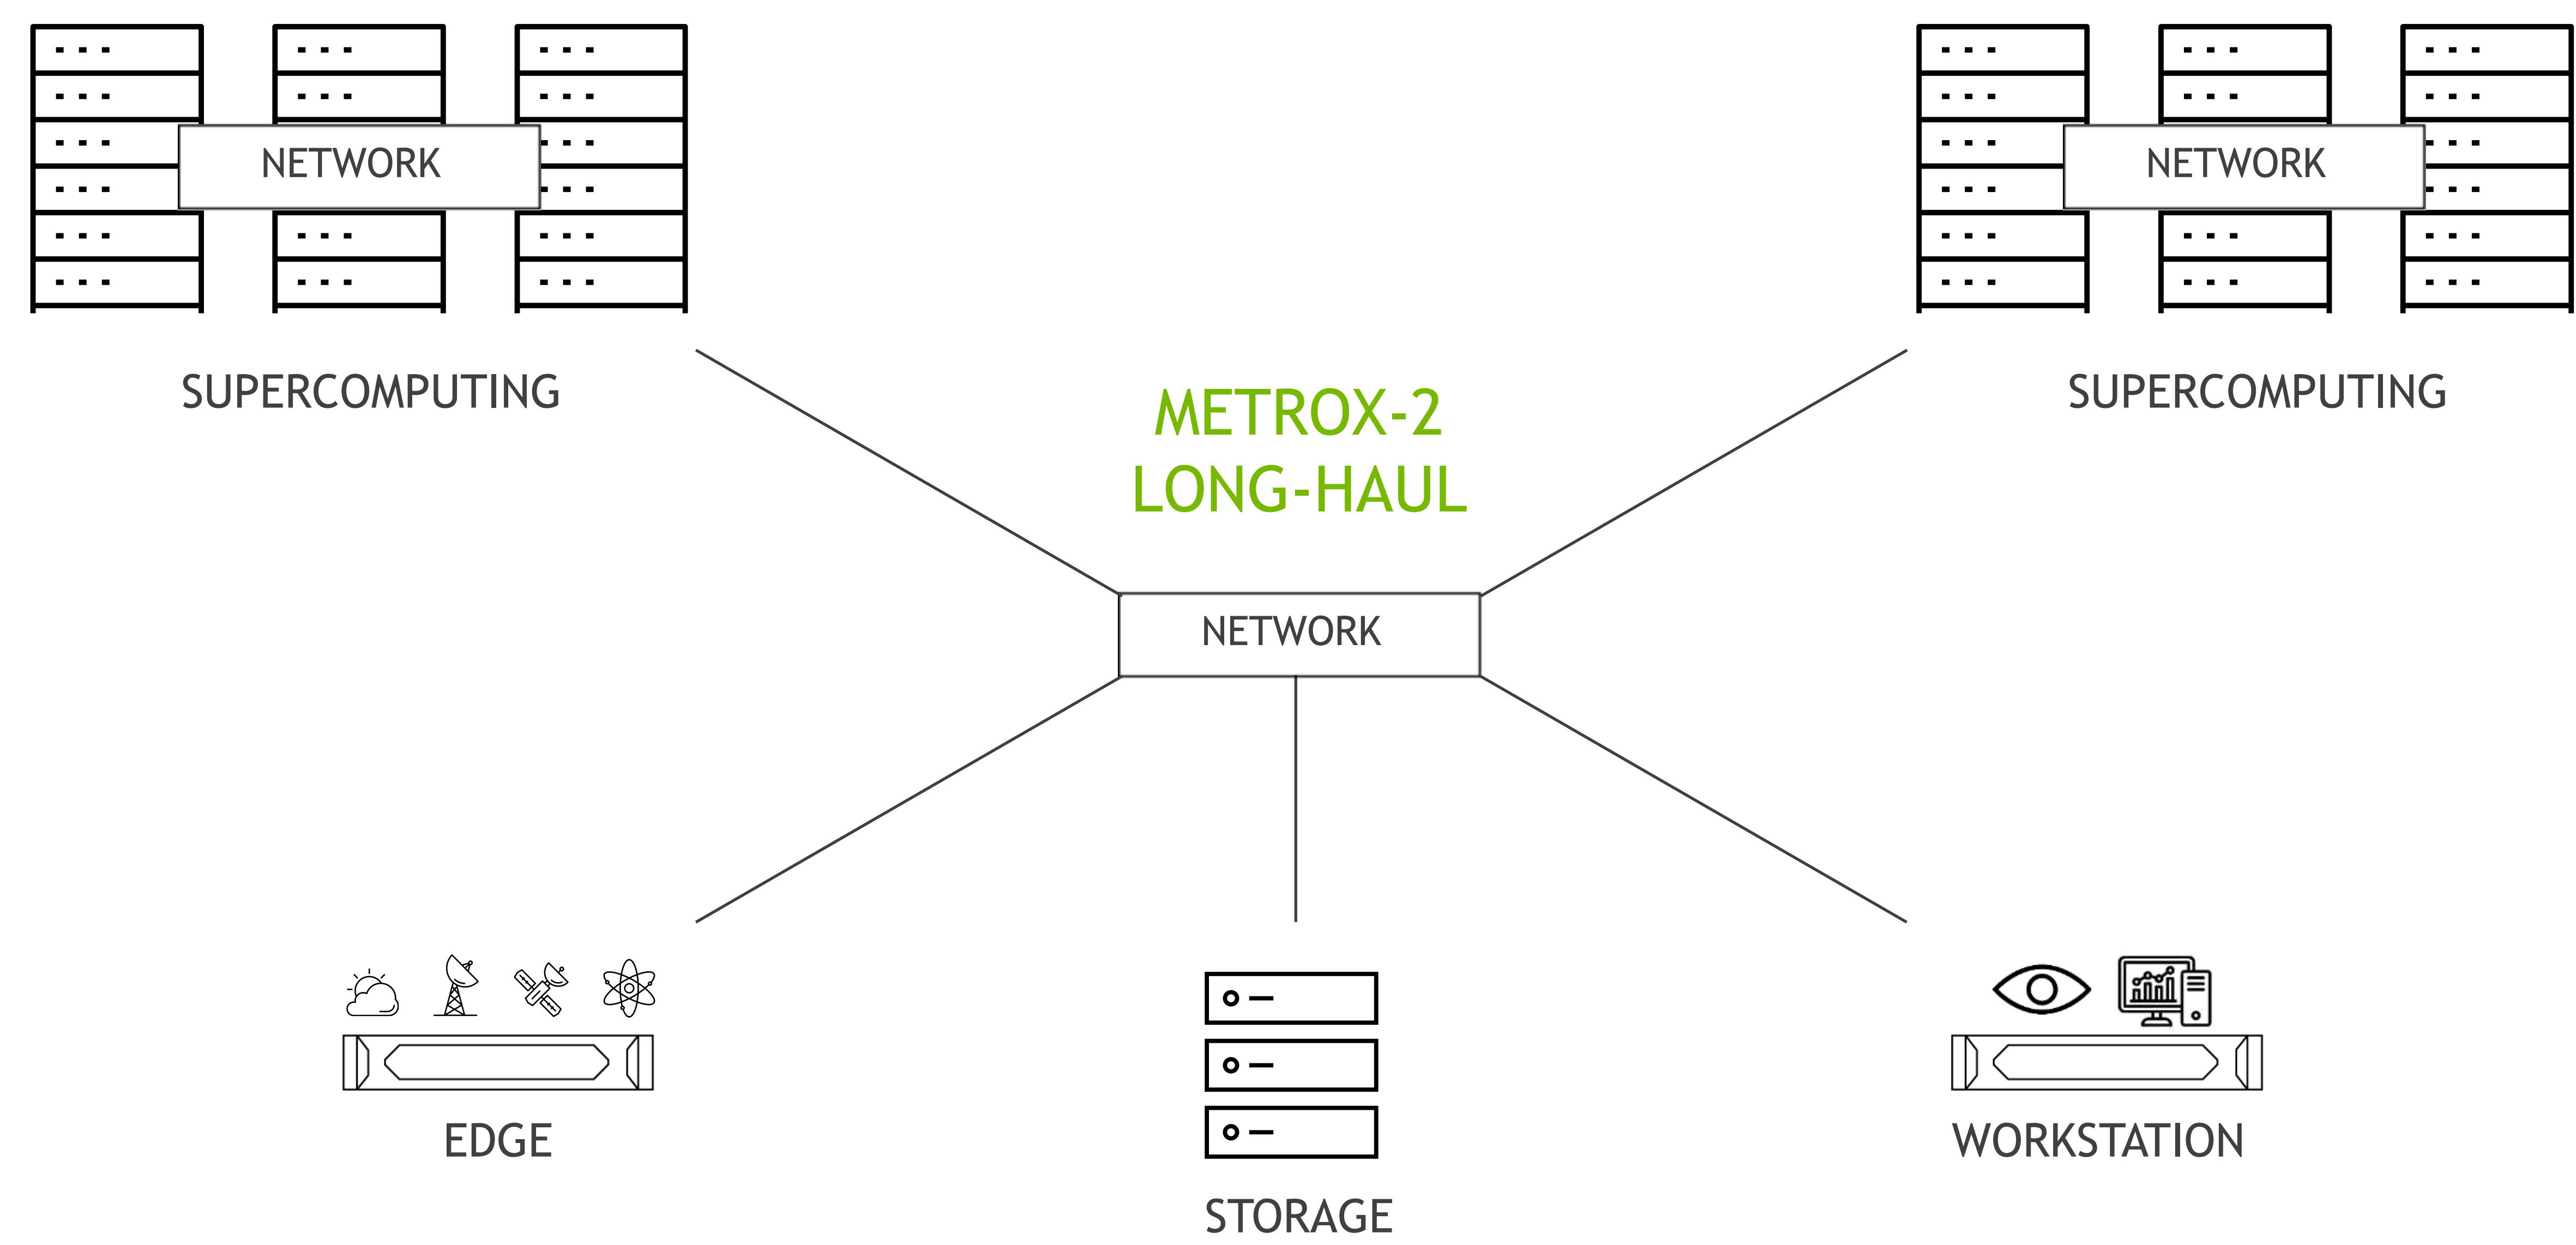 NETWORK
NETWORK
SUPERCOMPUTING
SUPERCOMPUTING
METROX-2
LONG-HAUL
NETWORK
EDGE
WORKSTATION
STORAGE